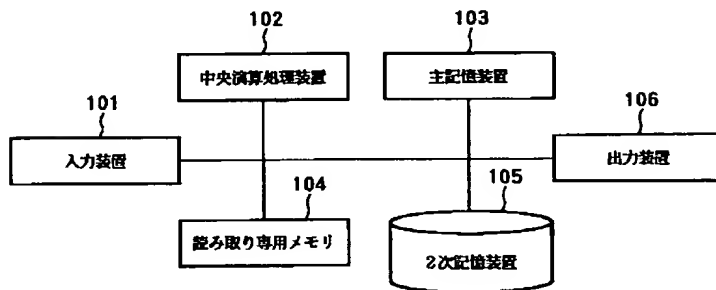 102
中央演算処理装置
103
主記憶装置
101
入力装置
106
出力装置
104
読み取り専用メモリ
105
2次記憶装置